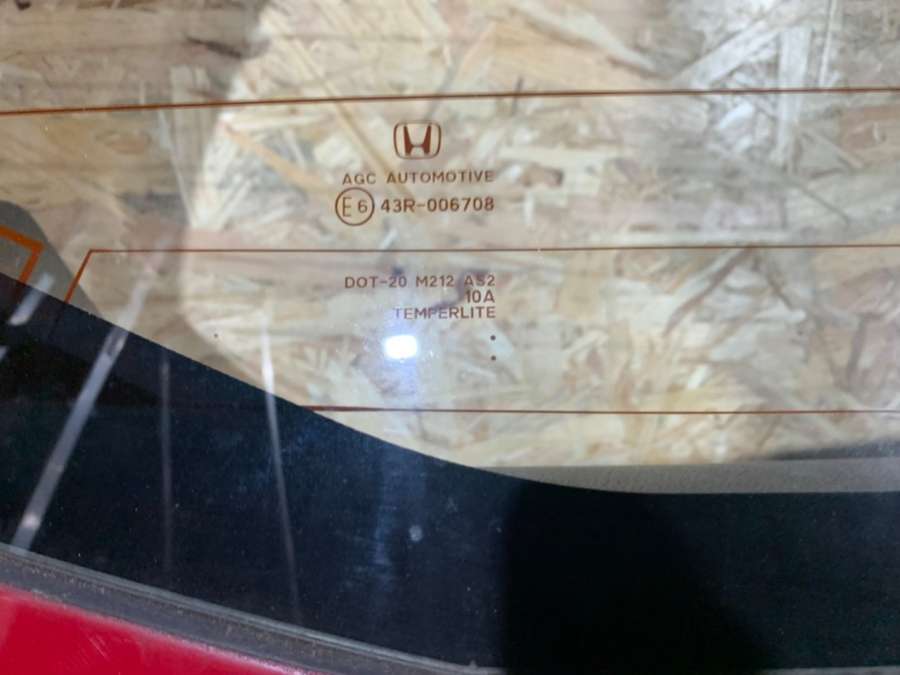 AGC AUTOMOTIVE
E6 43R-006708
DOT-20 M212 AS2
10A
TEMPERLITE